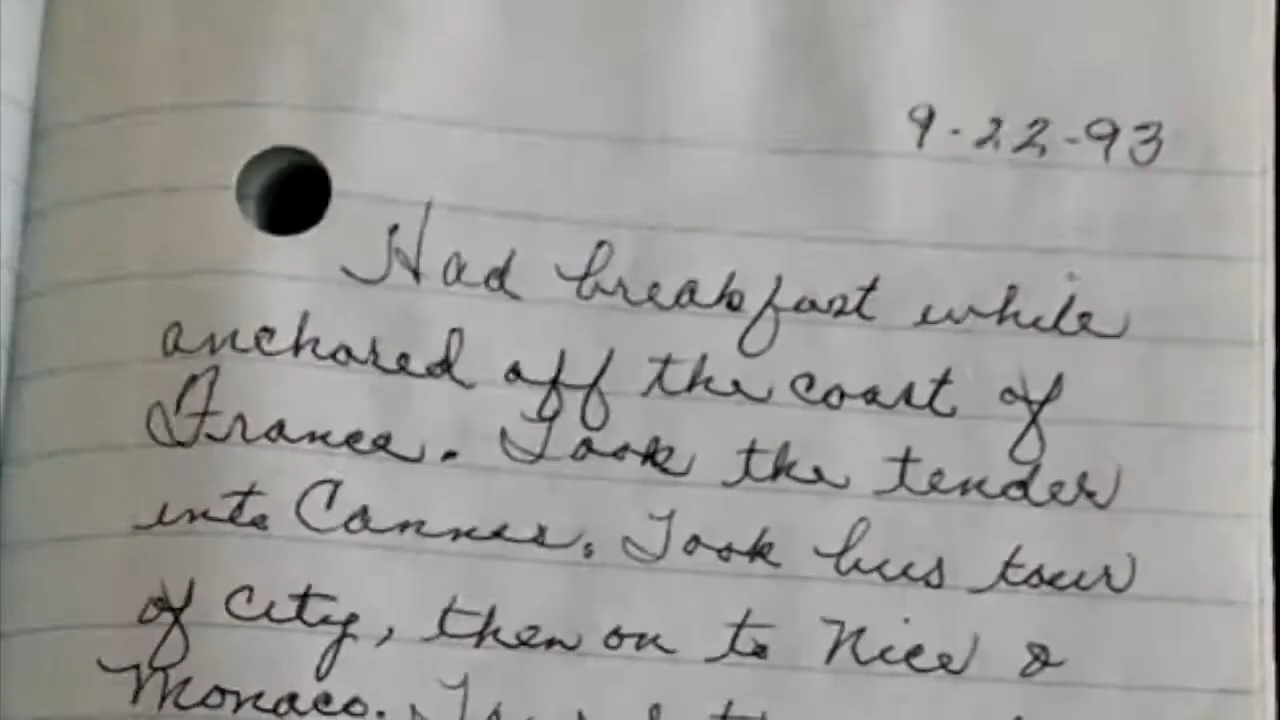 9-22-93
Had breakfast while
anchored off the coast of
France. Took the tender
into Cannes. Took bus tour
of city, then on to Nice &
Monaco.